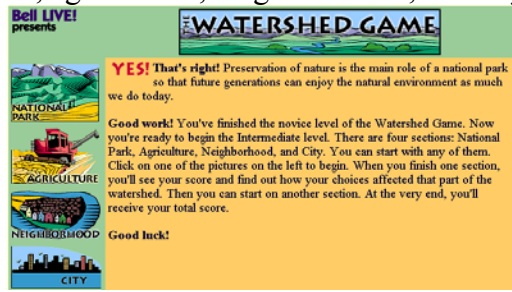 Bell LIVE!
presents
THE WATERSHED GAME
YES! That's right! Preservation of nature is the main role of a national park
so that future generations can enjoy the natural environment as much
we do today.
NATIONAL
PARK
Good work! You've finished the novice level of the Watershed Game. Now
you're ready to begin the Intermediate level. There are four sections: National
Park, Agriculture, Neighborhood, and City. You can start with any of them.
Click on one of the pictures on the left to begin. When you finish one section,
you'll see your score and find out how your choices affected that part of the
watershed. Then you can start on another section. At the very end, you'll
receive your total score.
AGRICULTURE
Good luck!
NEIGHBORHOOD
CITY